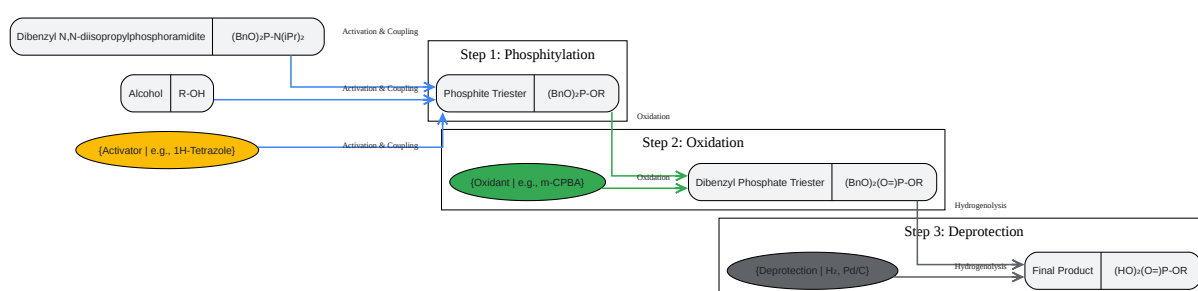 Dibenzyl N,N-diisopropylphosphoramidite (BnO)₂P-N(iPr)₂
Activation & Coupling
Step 1: Phosphitylation
Alcohol R-OH
Activation & Coupling
Phosphite Triester (BnO)₂P-OR
Oxidation
{Activator | e.g., 1H-Tetrazole}
Activation & Coupling
Step 2: Oxidation
{Oxidant | e.g., m-CPBA}
Oxidation
Dibenzyl Phosphate Triester (BnO)₂(O=)P-OR
Hydrogenolysis
Step 3: Deprotection
{Deprotection | H₂, Pd/C}
Hydrogenolysis
Final Product (HO)₂(O=)P-OR